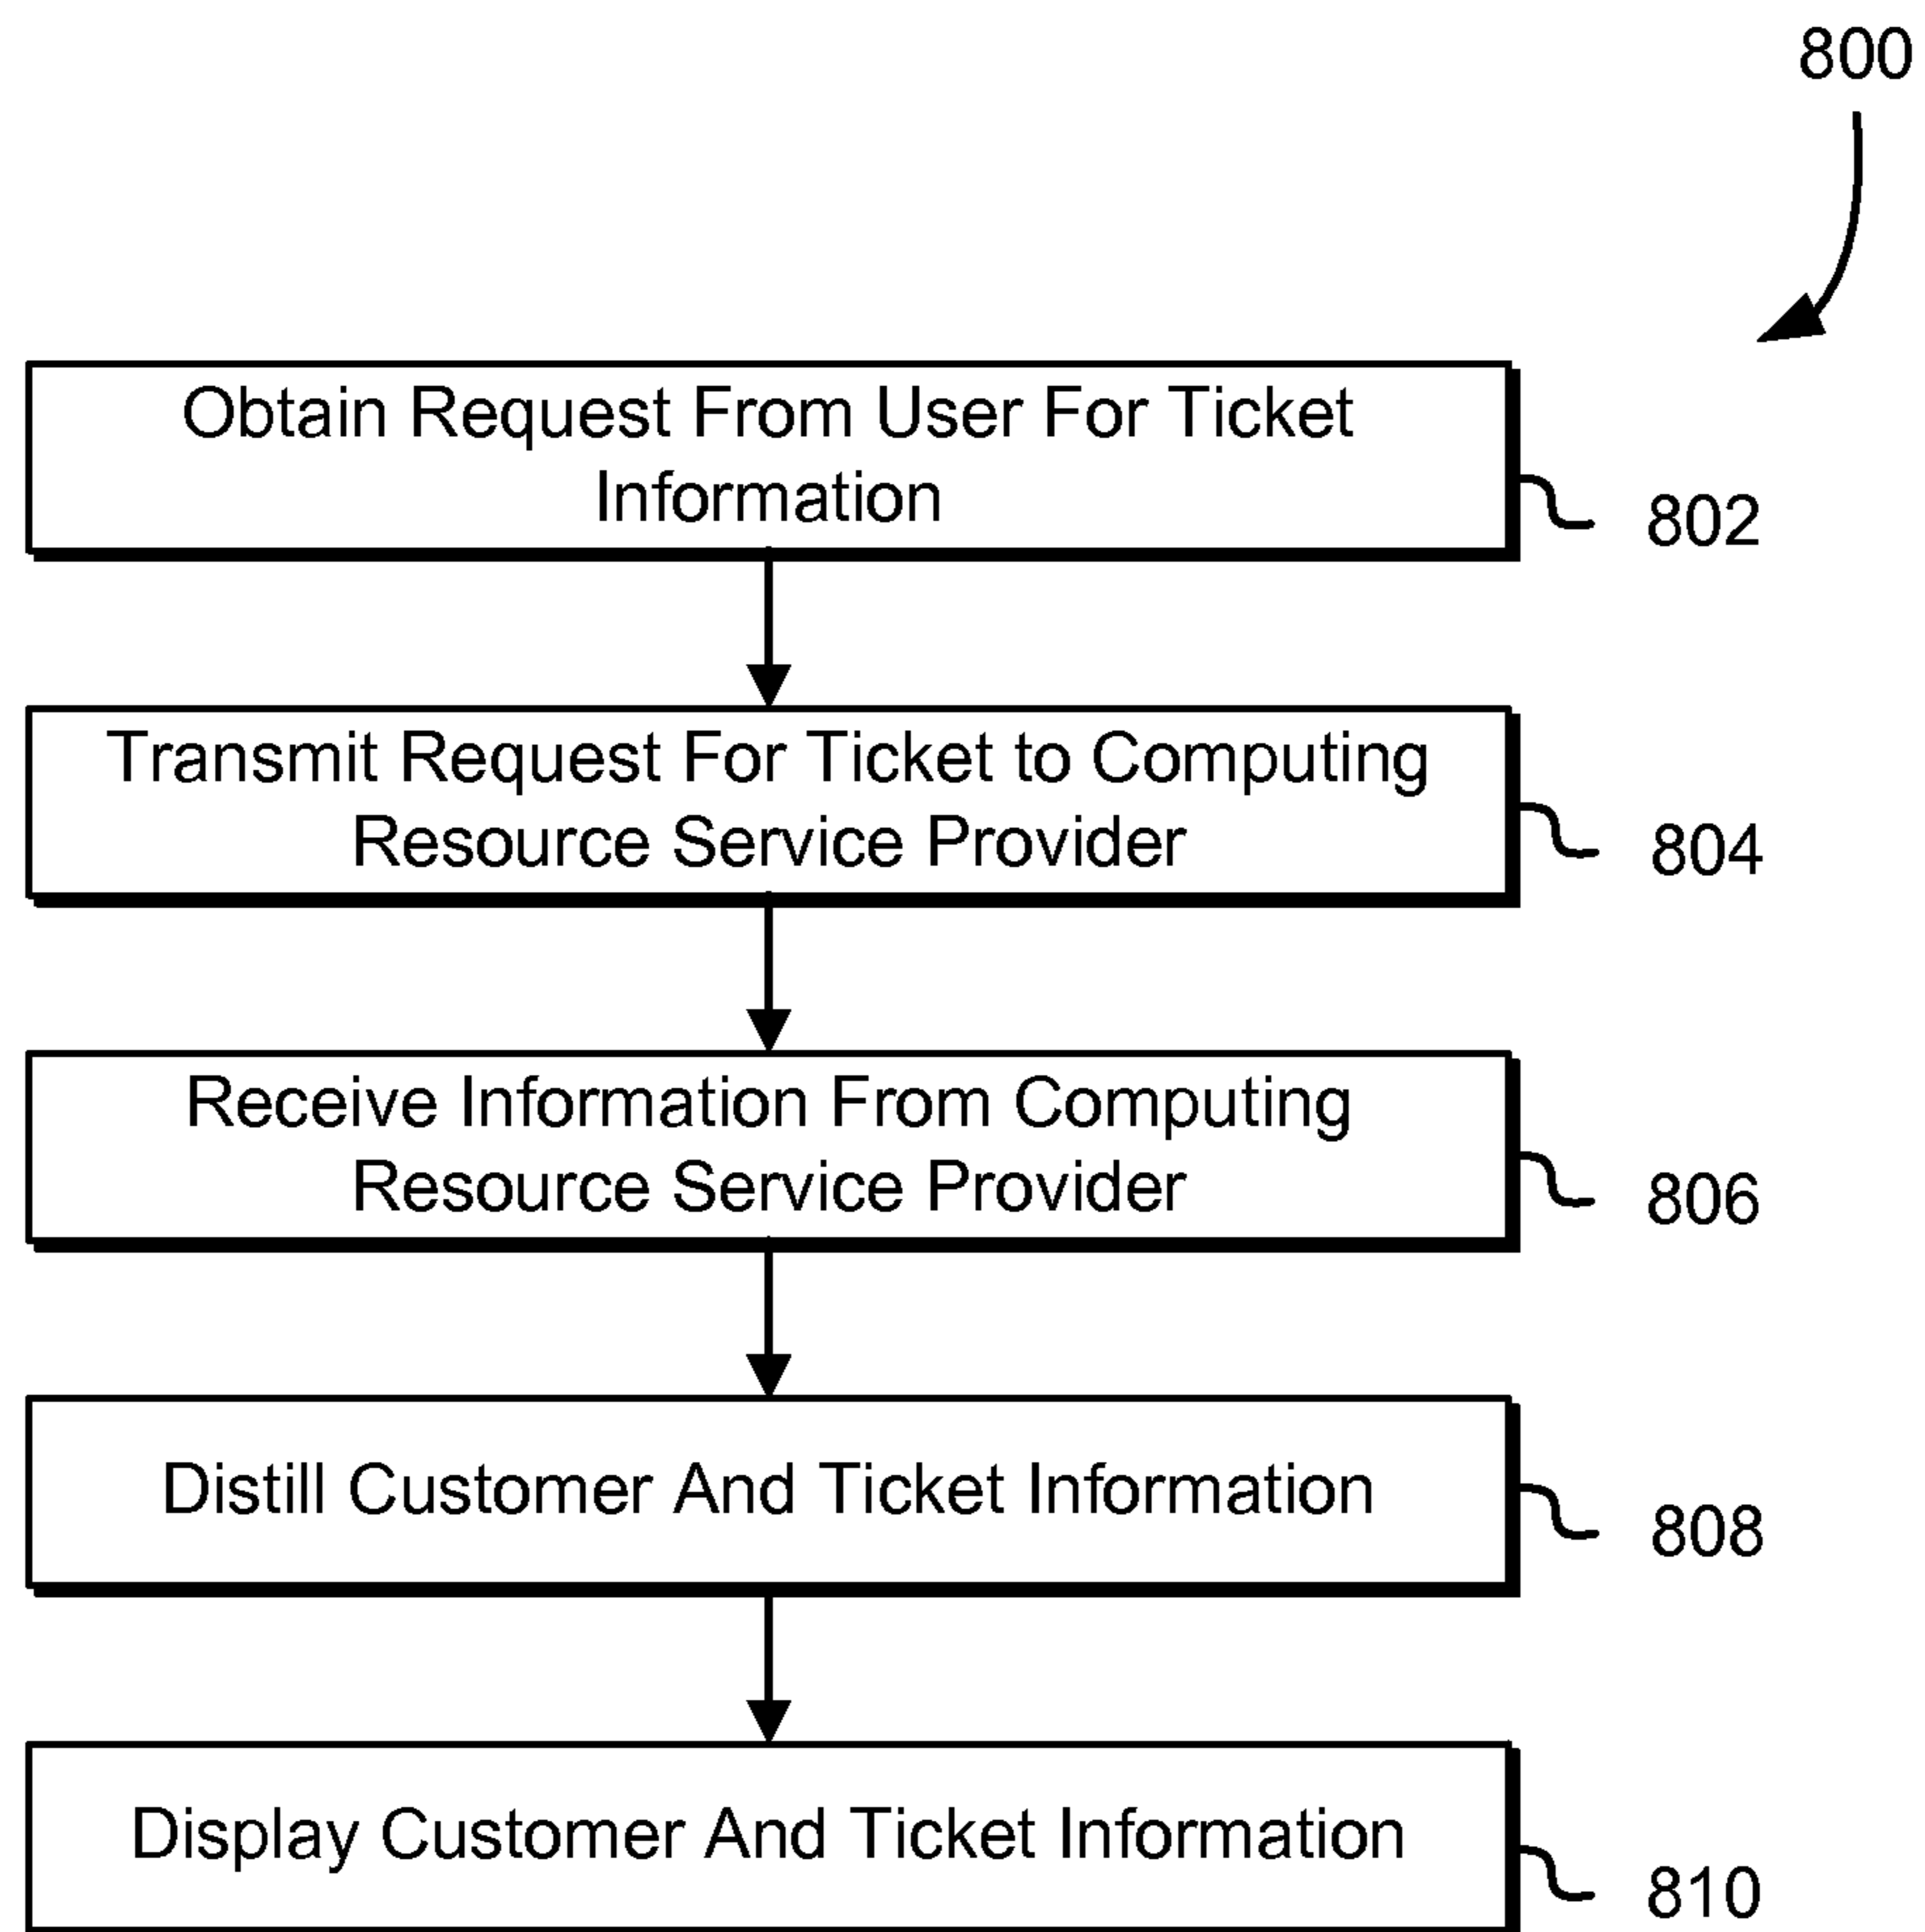 800
Obtain Request From User For Ticket
Information
802
Transmit Request For Ticket to Computing
Resource Service Provider
804
Receive Information From Computing
Resource Service Provider
806
Distill Customer And Ticket Information
808
Display Customer And Ticket Information
810